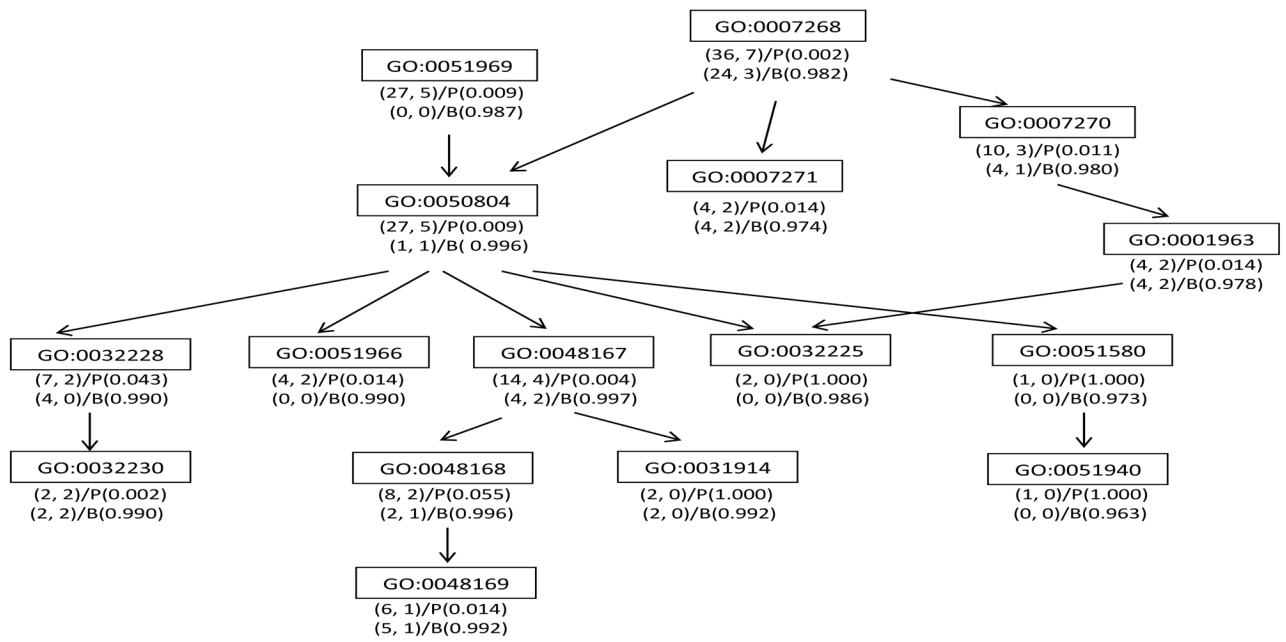 GO:0007268
(36, 7)/P(0.002)
(24, 3)/B(0.982)
GO:0051969
(27, 5)/P(0.009)
(0, 0)/B(0.987)
GO:0007270
(10, 3)/P(0.011)
(4, 1)/B(0.980)
GO:0007271
(4, 2)/P(0.014)
(4, 2)/B(0.974)
GO:0050804
(27, 5)/P(0.009)
(1, 1)/B( 0.996)
GO:0001963
(4, 2)/P(0.014)
(4, 2)/B(0.978)
GO:0032228
(7, 2)/P(0.043)
(4, 0)/B(0.990)
GO:0051966
(4, 2)/P(0.014)
(0, 0)/B(0.990)
GO:0048167
(14, 4)/P(0.004)
(4, 2)/B(0.997)
GO:0032225
(2, 0)/P(1.000)
(0, 0)/B(0.986)
GO:0051580
(1, 0)/P(1.000)
(0, 0)/B(0.973)
GO:0032230
(2, 2)/P(0.002)
(2, 2)/B(0.990)
GO:0048168
(8, 2)/P(0.055)
(2, 1)/B(0.996)
GO:0031914
(2, 0)/P(1.000)
(2, 0)/B(0.992)
GO:0051940
(1, 0)/P(1.000)
(0, 0)/B(0.963)
GO:0048169
(6, 1)/P(0.014)
(5, 1)/B(0.992)